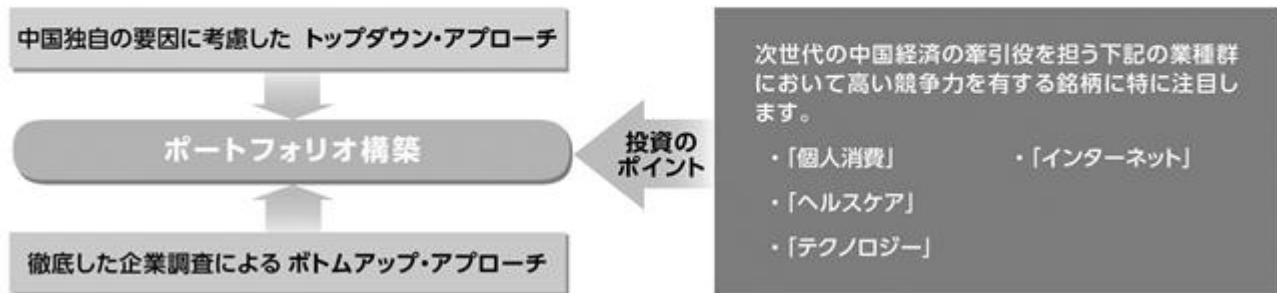 中国独自の要因に考慮した トップダウン・アプローチ
ポートフォリオ構築
徹底した企業調査による ボトムアップ・アプローチ
投資の
ポイント
次世代の中国経済の牽引役を担う下記の業種群
において高い競争力を有する銘柄に特に注目し
ます。
・「個人消費」 ・「インターネット」
・「ヘルスケア」
・「テクノロジー」